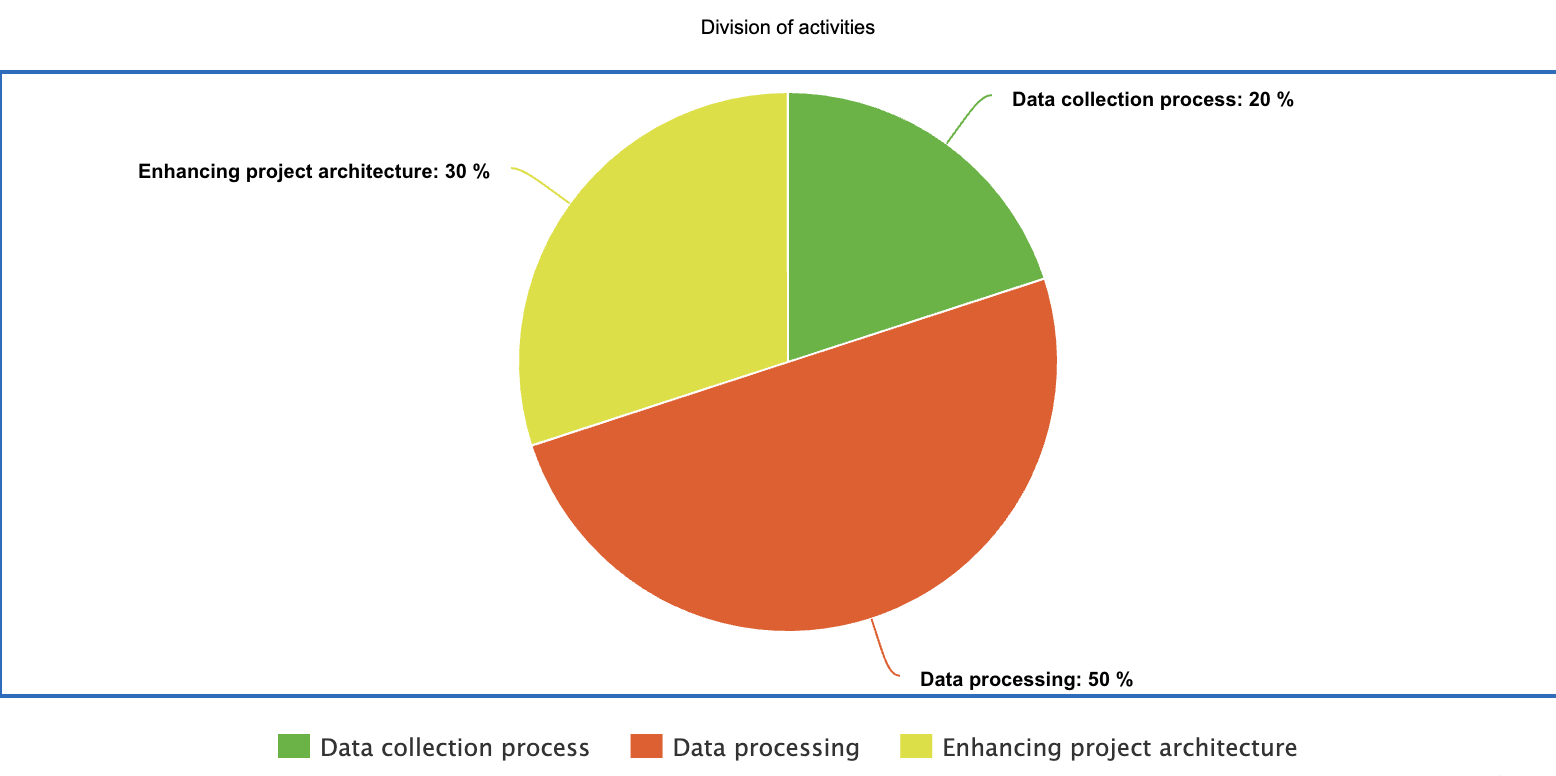 Division of activities
Data collection process: 20 %
Enhancing project architecture: 30 %
Data processing: 50 %
Data collection process
Data processing
Enhancing project architecture